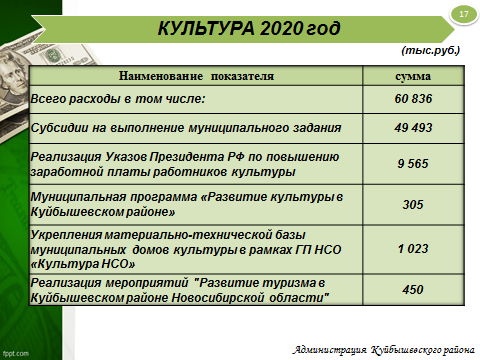 17
КУЛЬТУРА 2020 год
(тыс.руб.)
Наименование показателя сумма
Всего расходы в том числе: 60 836
Субсидии на выполнение муниципального задания 49 493
Реализация Указов Президента РФ по повышению
заработной платы работников культуры 9 565
Муниципальная программа «Развитие культуры в
Куйбышевском районе» 305
Укрепления материально-технической базы
муниципальных домов культуры в рамках ГП НСО
«Культура НСО» 1 023
Реализация мероприятий "Развитие туризма в
Куйбышевском районе Новосибирской области" 450
fppt.com
Администрация Куйбышевского района